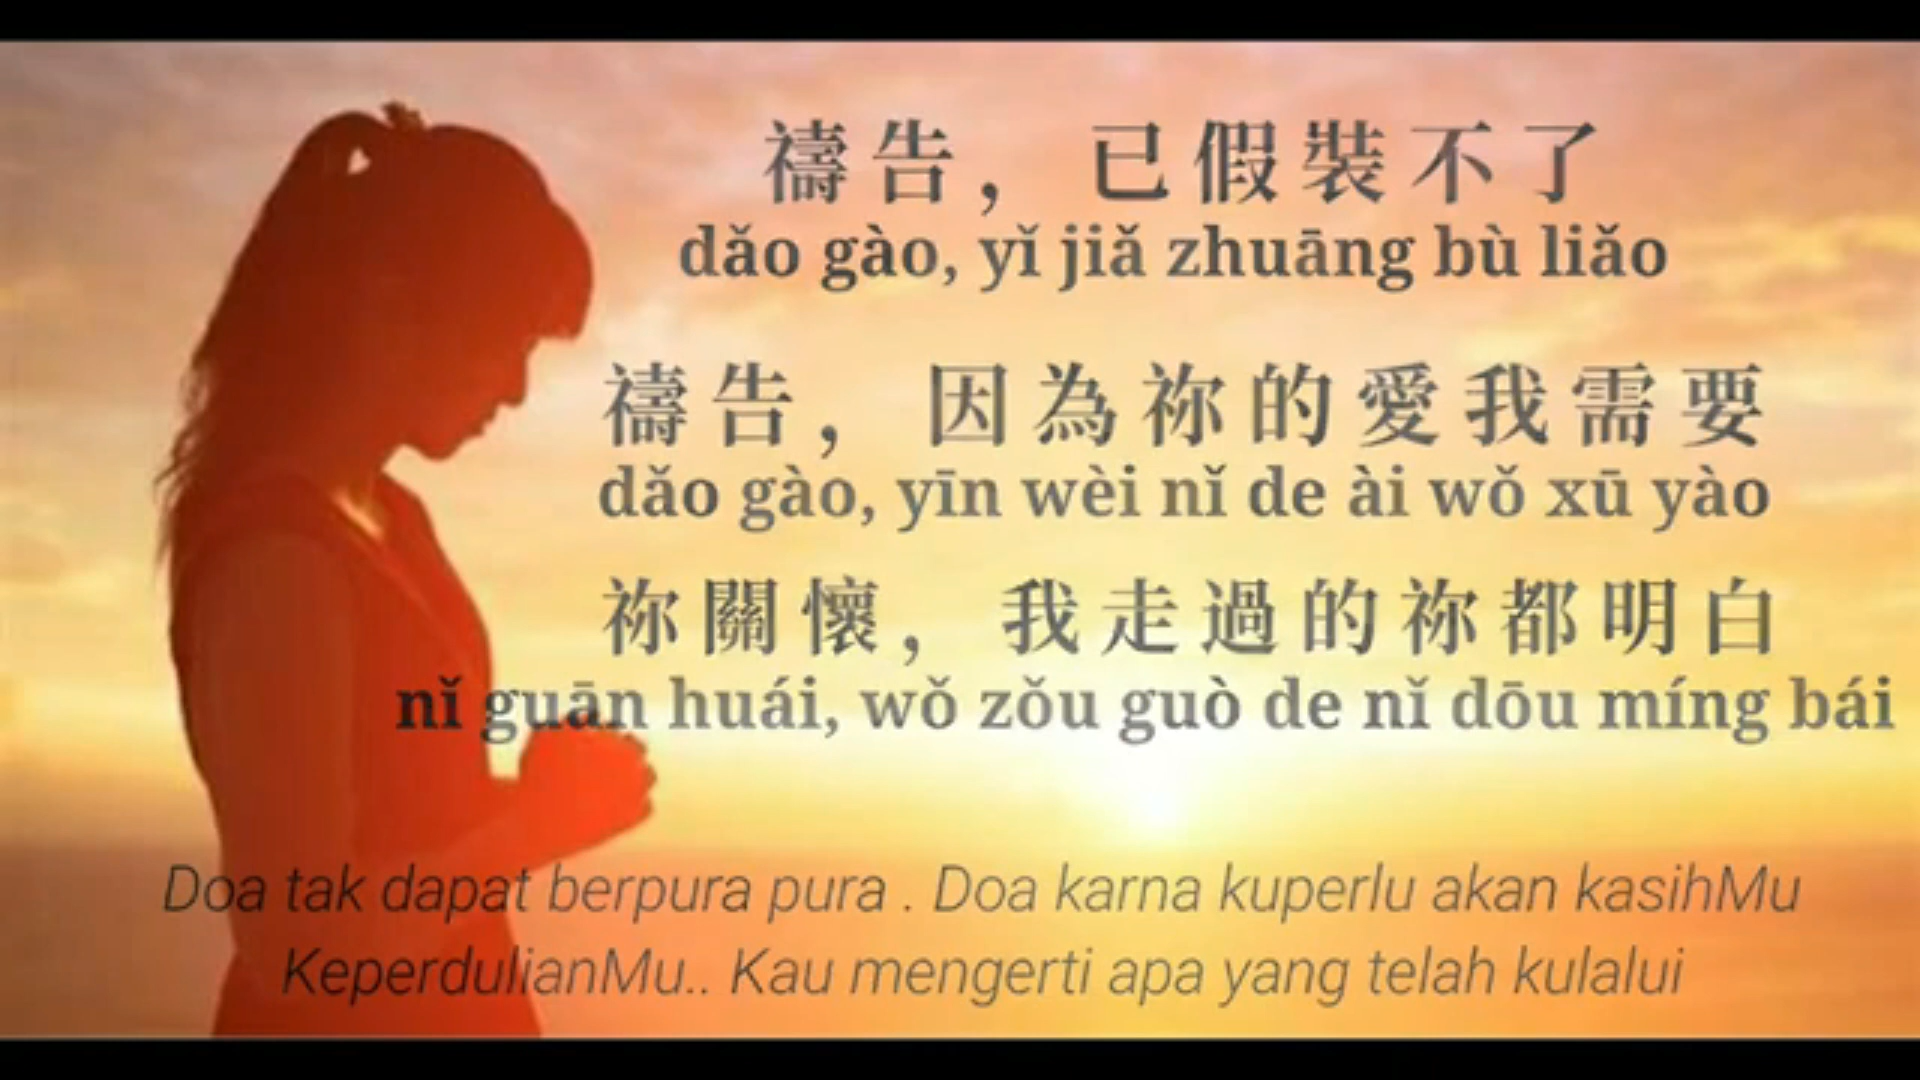 禱告，已假裝不了
dǎo gào, yǐ jiǎ zhuāng bù liǎo
禱告，因為祢的愛我需要
dǎo gào, yīn wèi nǐ de ài wǒ xū yào
祢關懷，我走過的祢都明白
nǐ guān huái, wǒ zǒu guò de nǐ dōu míng bái
Doa tak dapat berpura pura . Doa karna kuperlu akan kasihMu
KeperdulianMu.. Kau mengerti apa yang telah kulalui